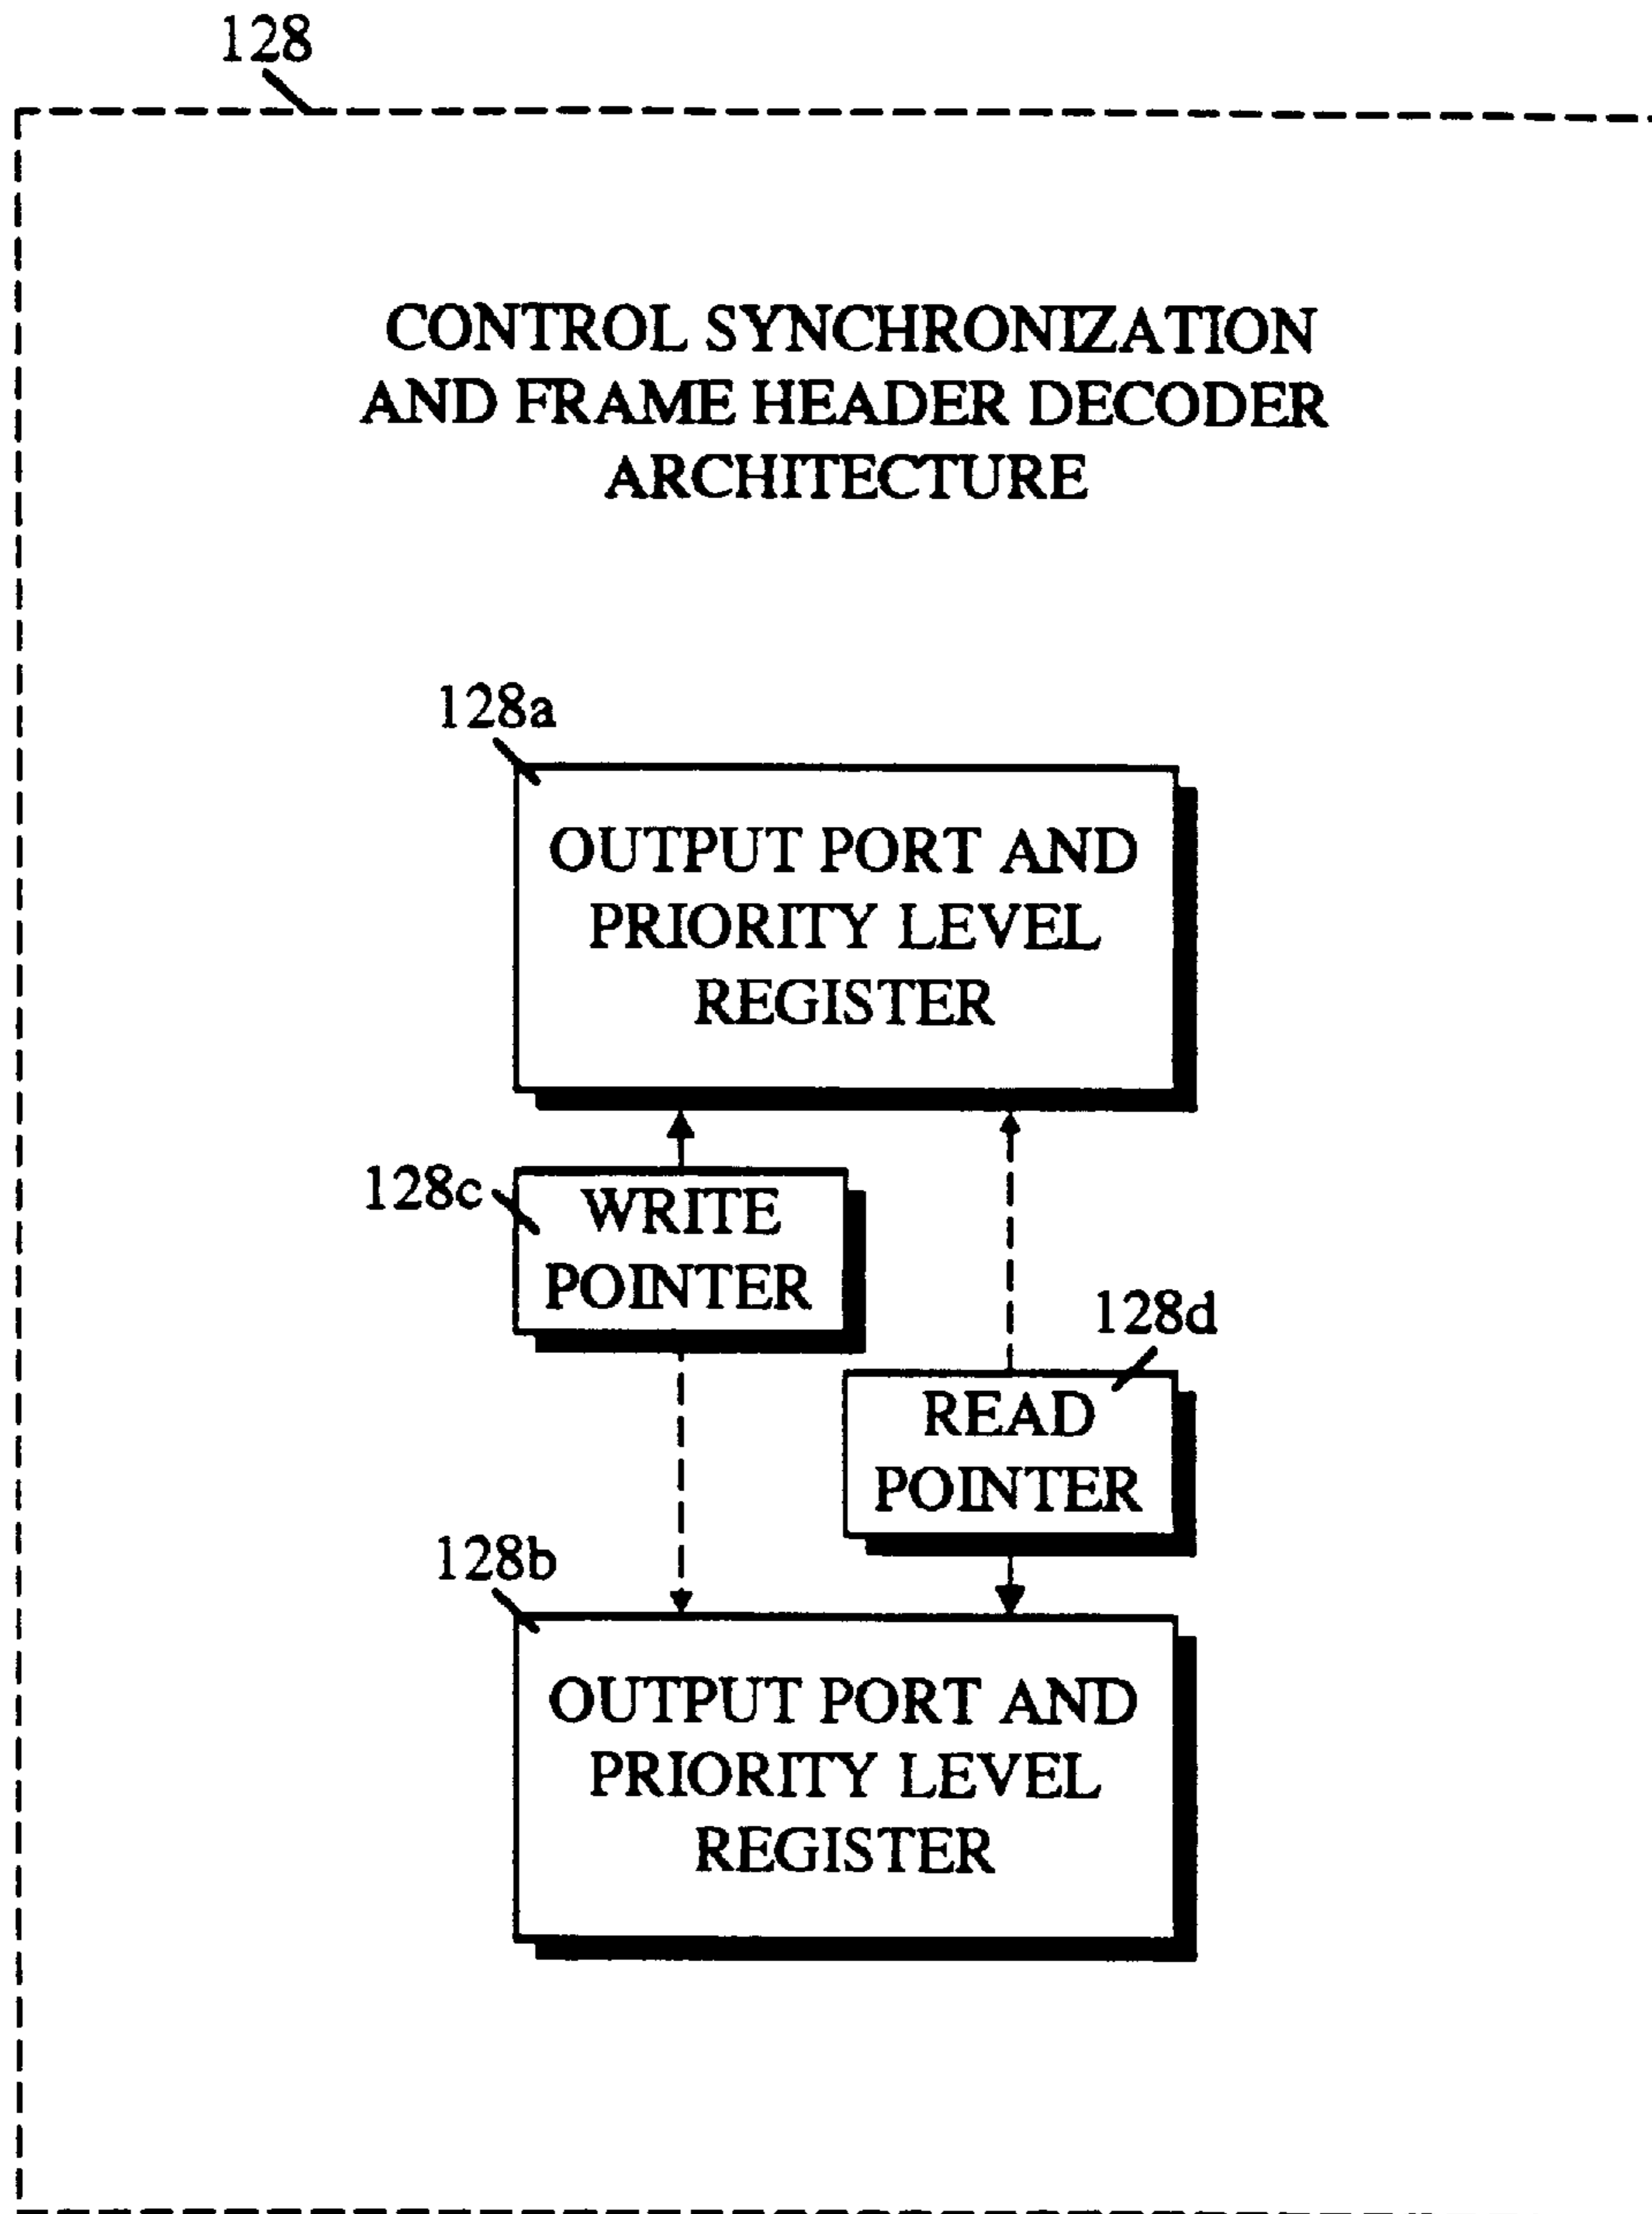 128
CONTROL SYNCHRONIZATION
AND FRAME HEADER DECODER
ARCHITECTURE
128a
OUTPUT PORT AND
PRIORITY LEVEL
REGISTER
128c
WRITE
POINTER
128d
READ
POINTER
128b
OUTPUT PORT AND
PRIORITY LEVEL
REGISTER